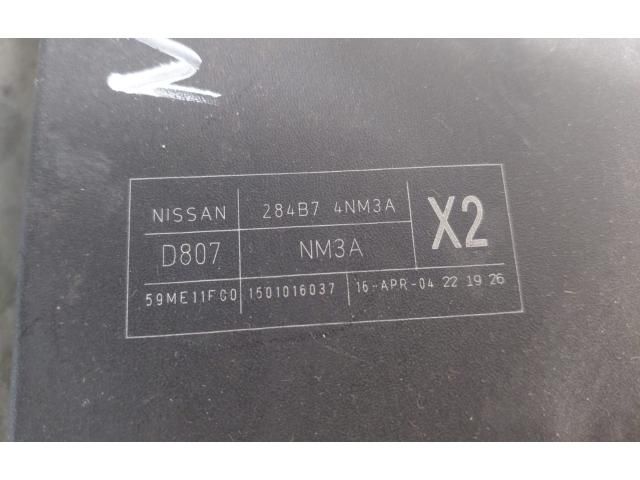 NISSAN 284B7 4NM3A X2
D807 NM3A
59ME11FC0 1501016037 16-APR-04 22 19 26